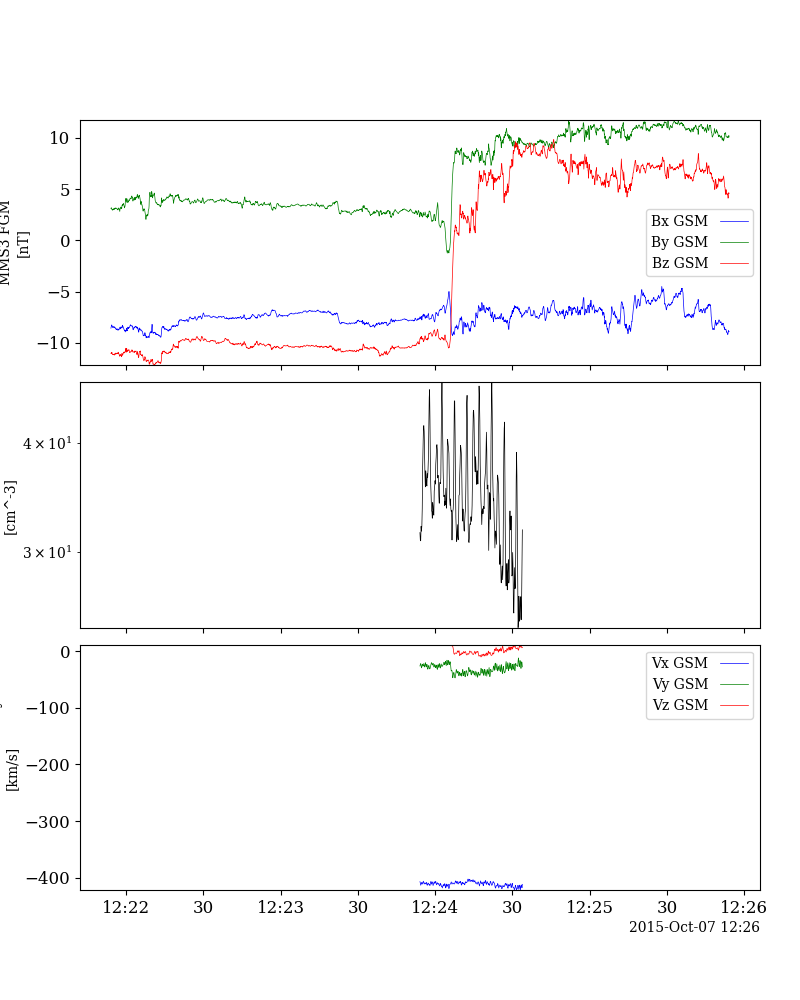 10
5
0
−5
−10
MMS3 FGM
[nT]
Bx GSM
By GSM
Bz GSM
4×10¹
3×10¹
[cm^-3]
0
−100
−200
−300
−400
[km/s]
Vx GSM
Vy GSM
Vz GSM
12:22 30 12:23 30 12:24 30 12:25 30 12:26
2015-Oct-07 12:26